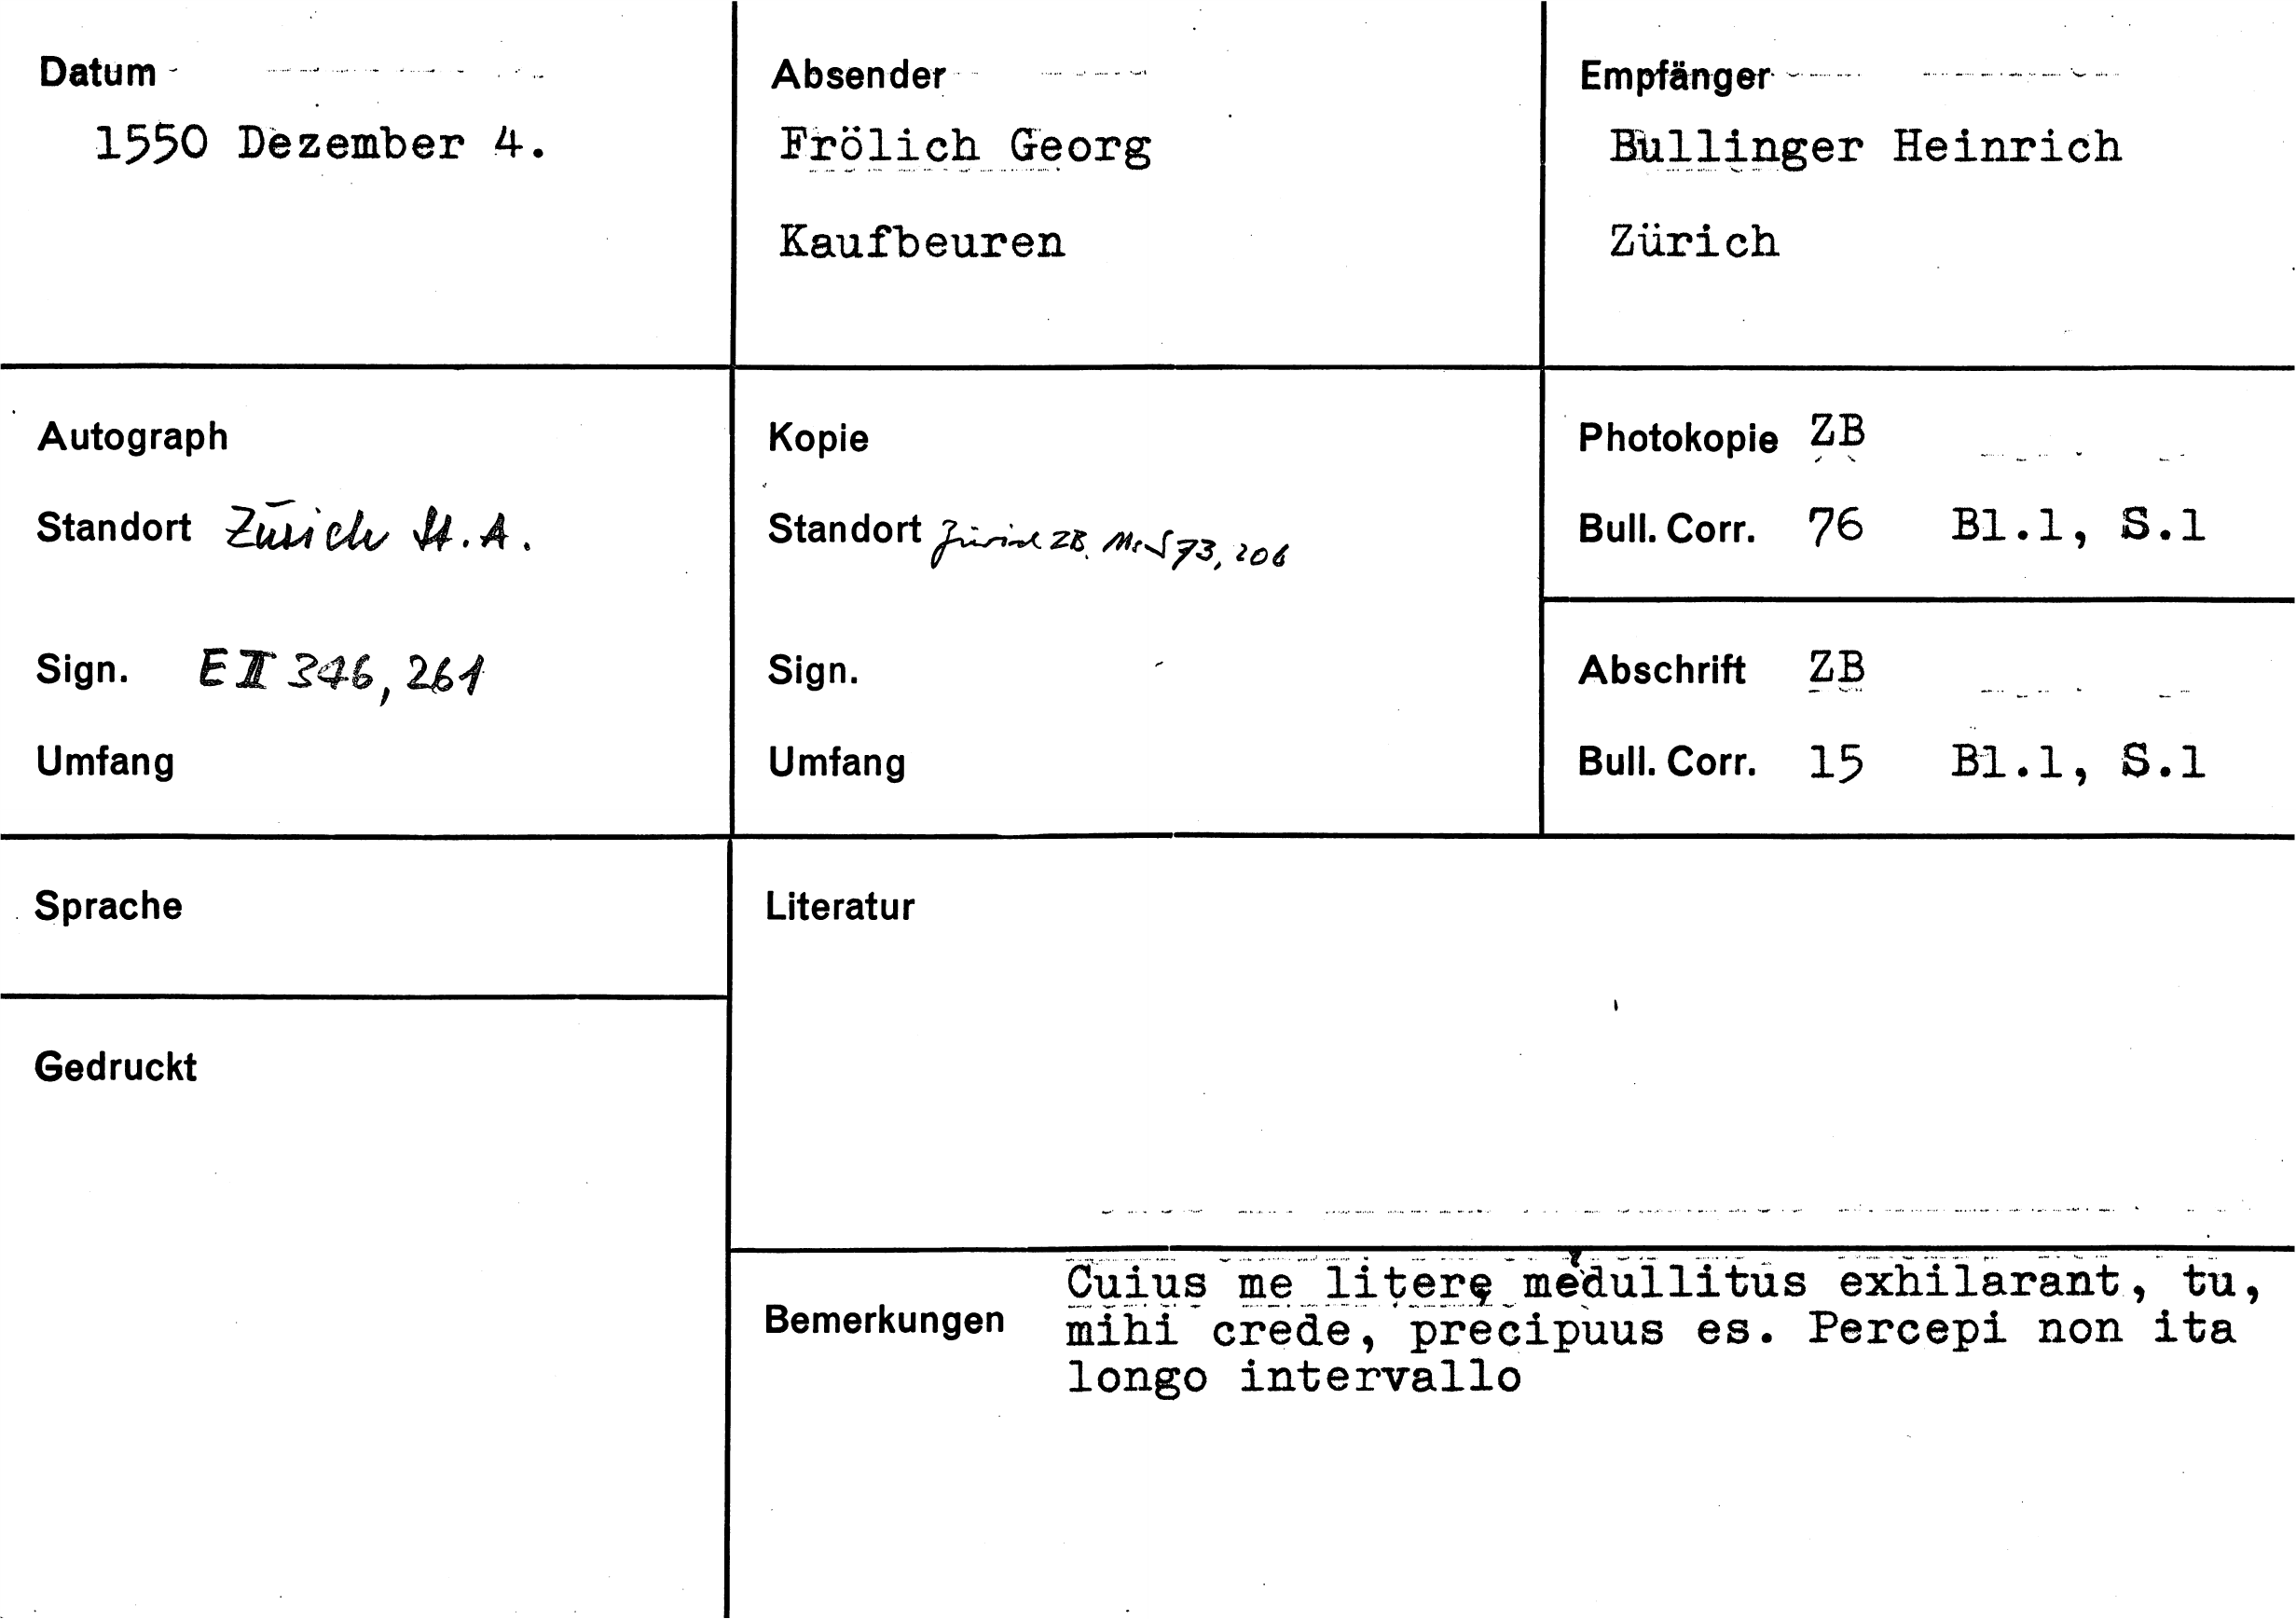 Datum
1550 Dezember 4.
Absender
Frölich Georg
Kaufbeuren
Empfänger
Bullinger Heinrich
Zürich
Autograph
Standort Zürich St.A.
Sign. E II 346, 261
Umfang
Kopie
Standort Zürich ZB. Ms S 73, 206
Sign.
Umfang
Photokopie ZB
Bull. Corr. 76 Bl.1, S.1
Abschrift ZB
Bull. Corr. 15 Bl.1, S.1
Sprache
Gedruckt
Literatur
Bemerkungen
Cuius me literę medullitus exhilarant, tu,
mihi crede, precipuus es. Percepi non ita
longo intervallo